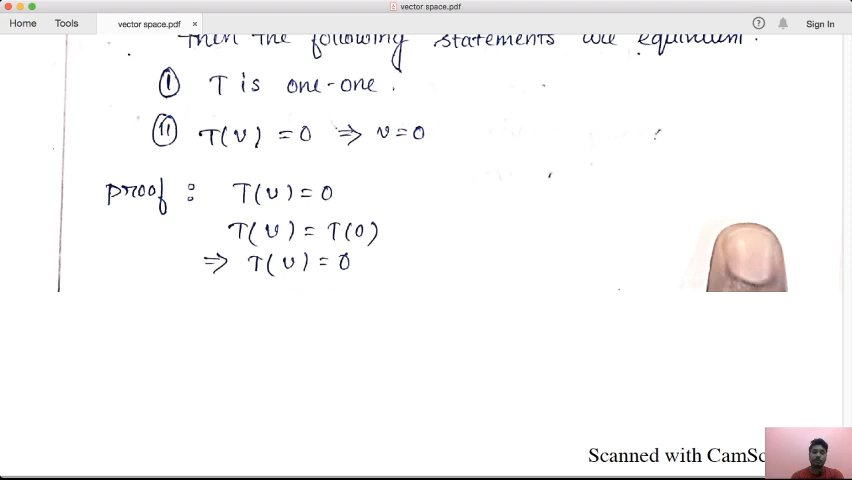 vector space.pdf
Home Tools vector space.pdf × ? Sign In
Then the following statements are equivalent.
(I) T is one-one.
(II) T(v) = 0 ⇒ v=0
proof : T(v) = 0
T(v) = T(0)
⇒ T(v) = 0
Scanned with CamSc